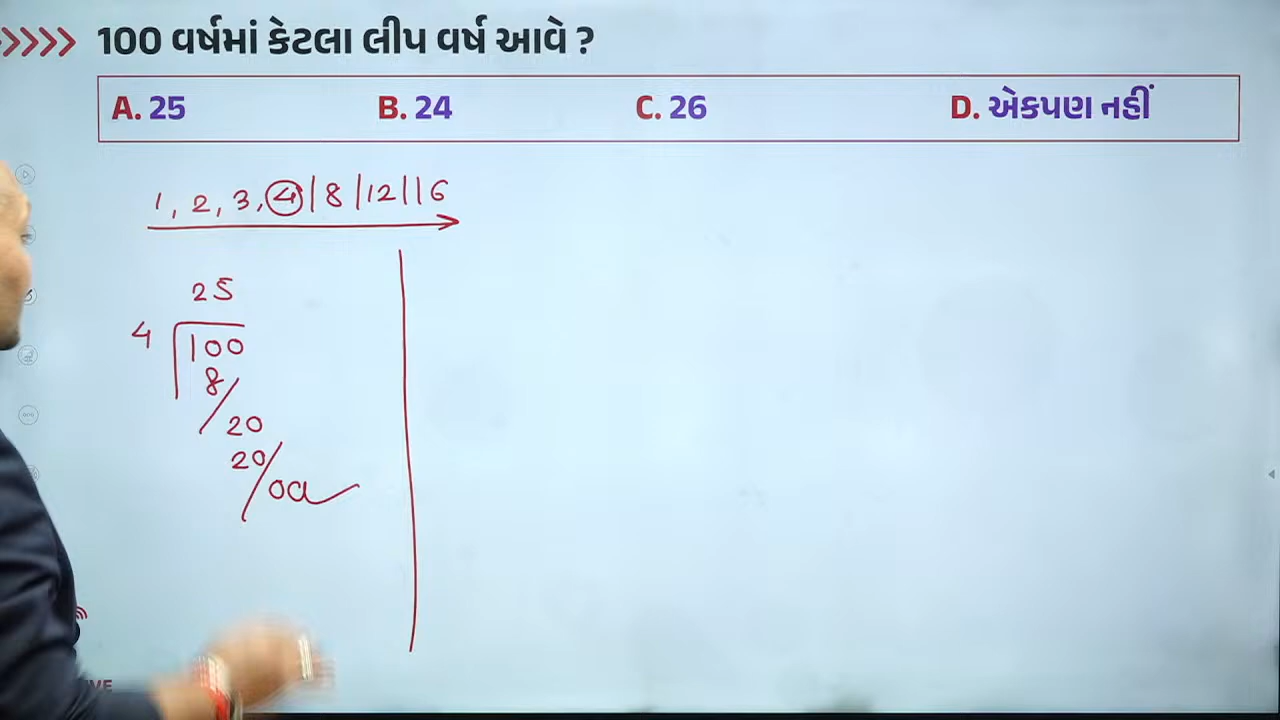 100 વર્ષમાં કેટલા લીપ વર્ષ આવે ?
A. 25 B. 24 C. 26 D. એકપણ નહીં
1, 2, 3, 4 | 8 | 12 | 16
25
4 100
8
20
20
00